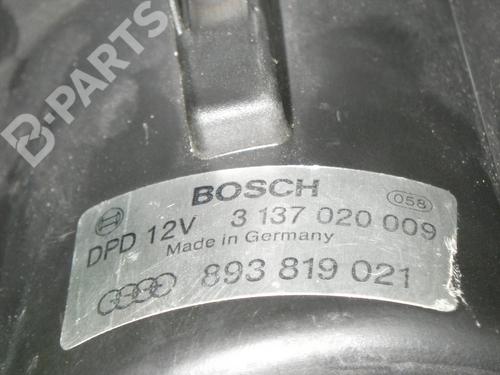 B-PARTS
BOSCH
058
DPD 12V 3 137 020 009
Made in Germany
893 819 021